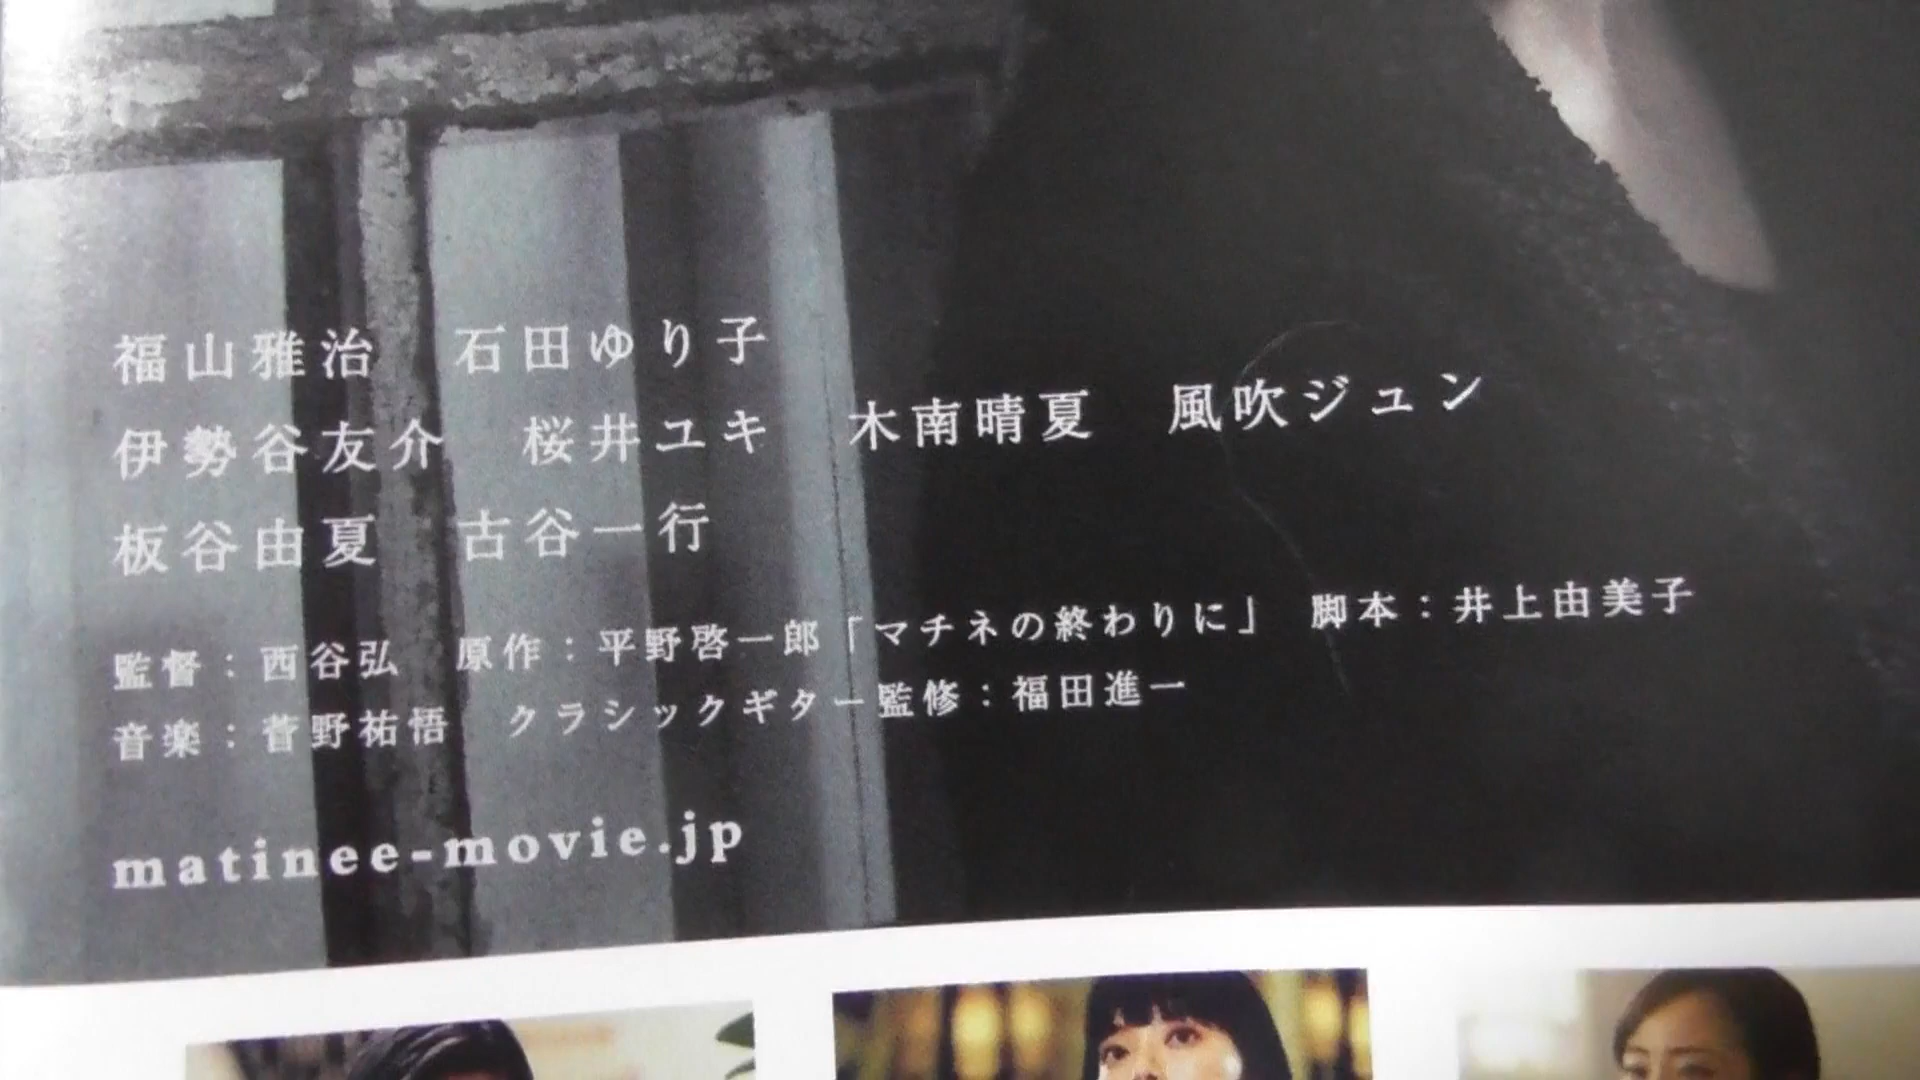 福山雅治　石田ゆり子
伊勢谷友介　桜井ユキ　木南晴夏　風吹ジュン
板谷由夏　古谷一行
監督：西谷弘　原作：平野啓一郎「マチネの終わりに」　脚本：井上由美子
音楽：菅野祐悟　クラシックギター監修：福田進一
matinee-movie.jp